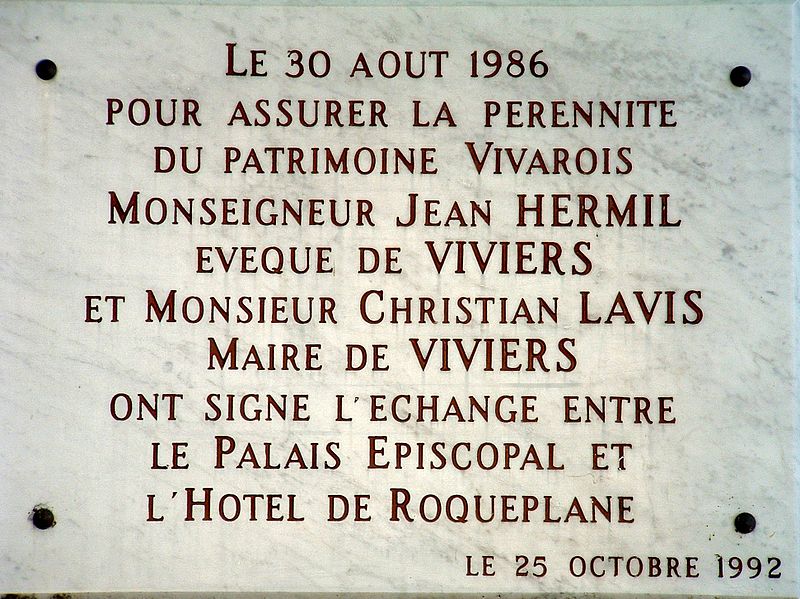 LE 30 AOUT 1986
POUR ASSURER LA PERENNITE
DU PATRIMOINE VIVAROIS
MONSEIGNEUR JEAN HERMIL
EVEQUE DE VIVIERS
ET MONSIEUR CHRISTIAN LAVIS
MAIRE DE VIVIERS
ONT SIGNE L'ECHANGE ENTRE
LE PALAIS EPISCOPAL ET
L'HOTEL DE ROQUEPLANE
LE 25 OCTOBRE 1992